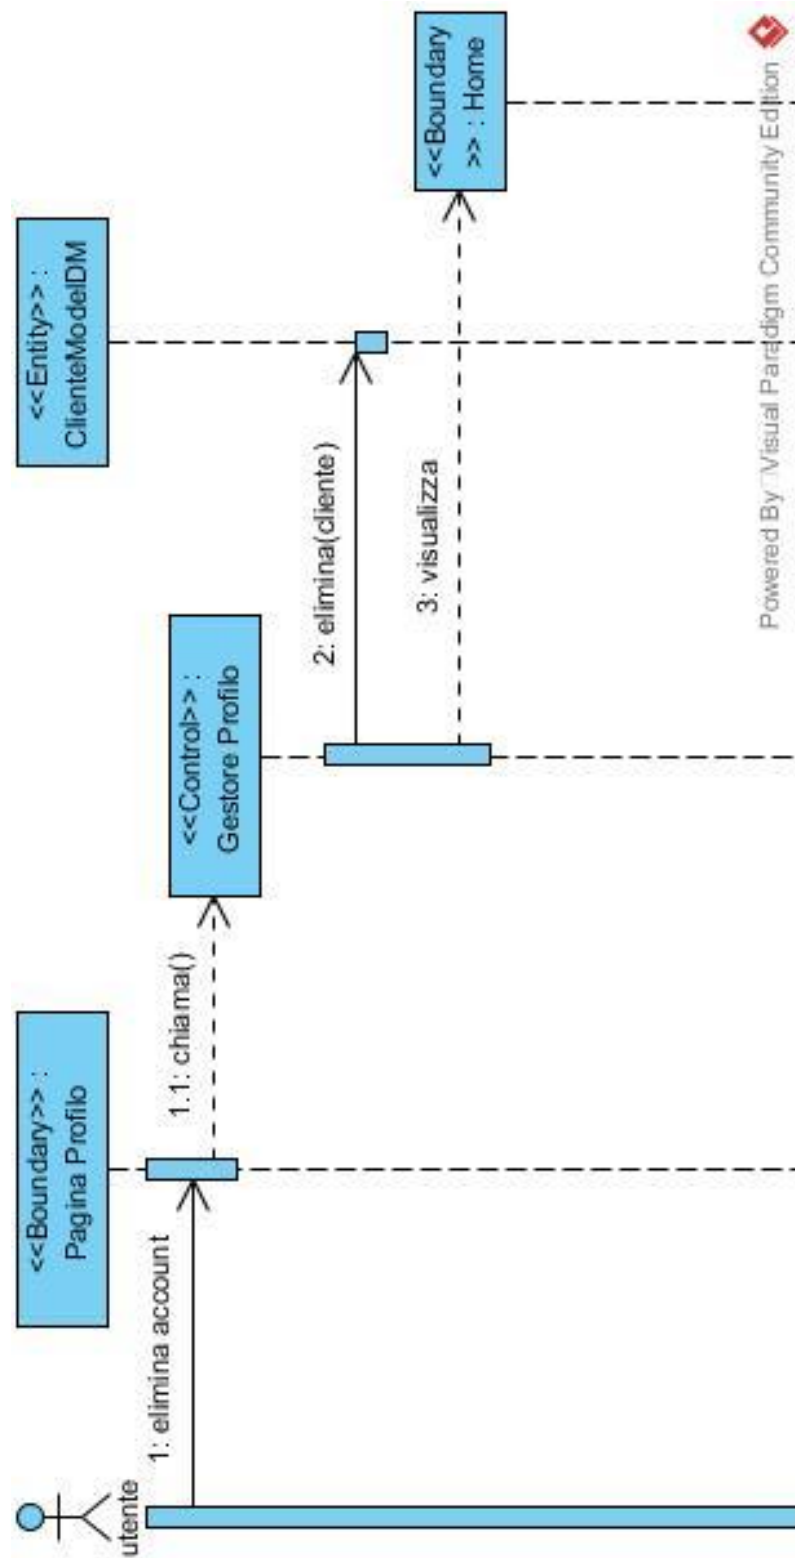 utente
<<Boundary>> :
Pagina Profilo
<<Entity>> :
ClienteModelDM
1: elimina account
1.1: chiama()
<<Control>> :
Gestore Profilo
2: elimina(cliente)
<<Boundary
>> : Home
3: visualizza
Powered By Visual Paradigm Community Edition